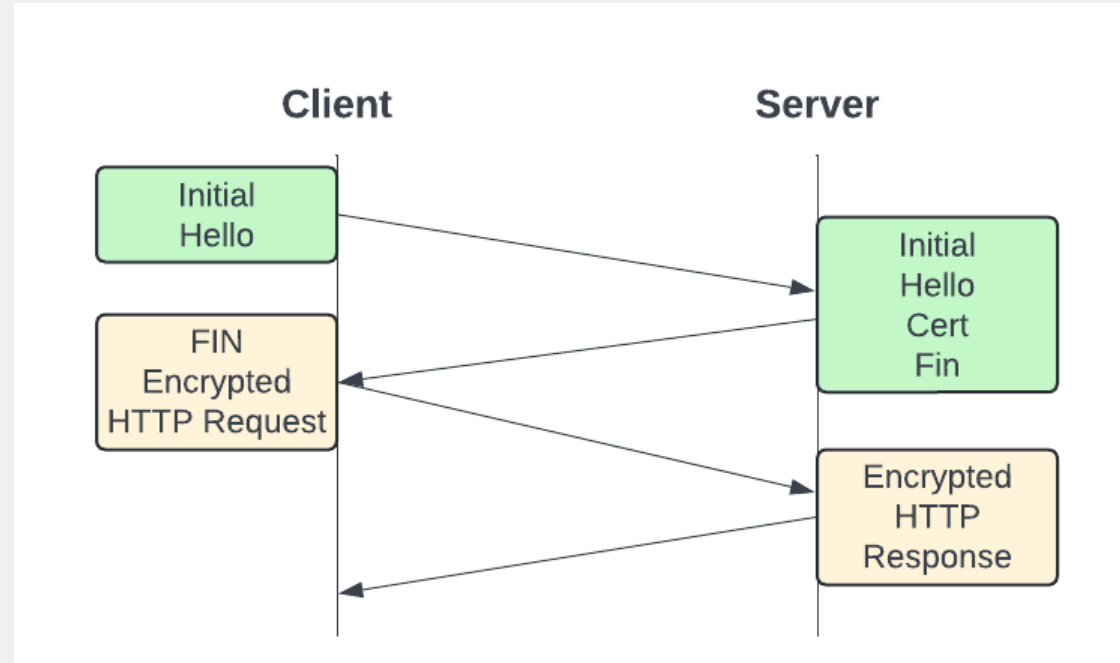 Client
Server
Initial
Hello
Initial
Hello
Cert
Fin
FIN
Encrypted
HTTP Request
Encrypted
HTTP
Response